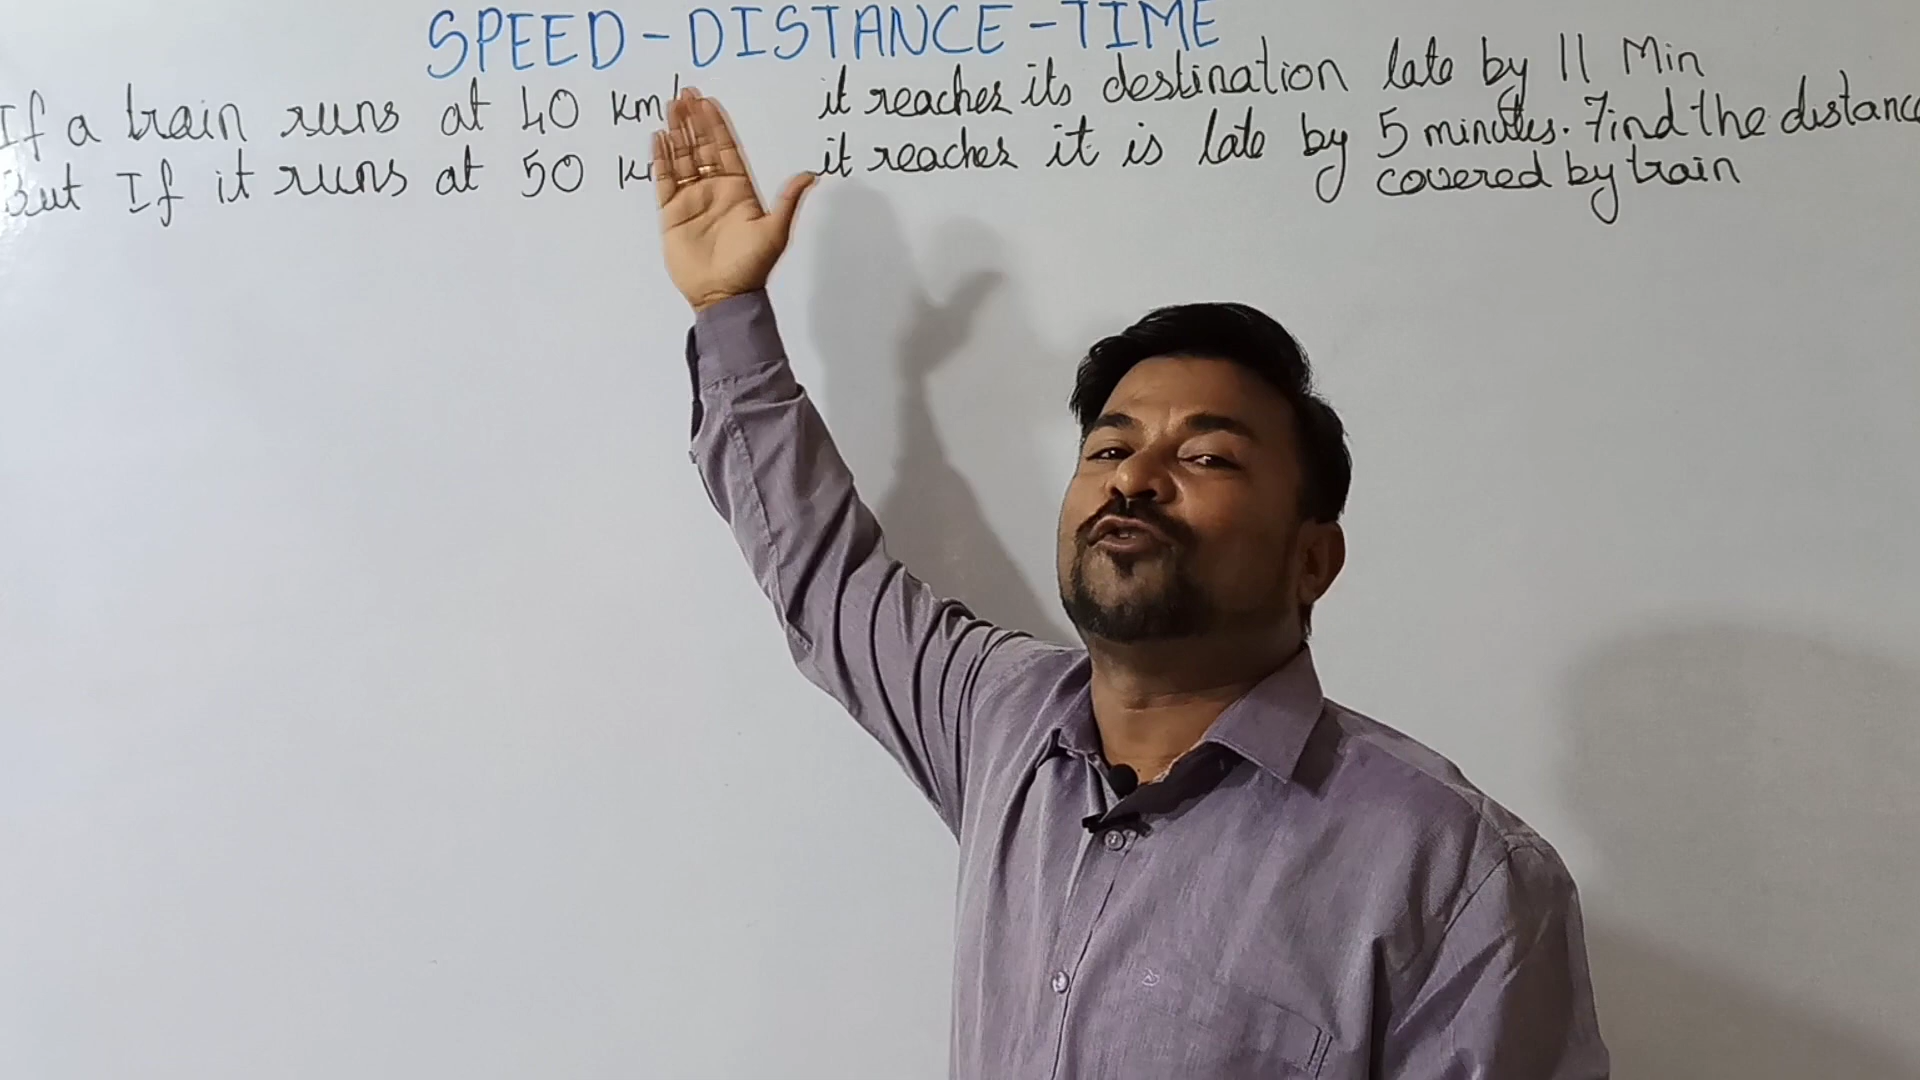 SPEED-DISTANCE-TIME
If a train runs at 40 km/ it reaches its destination late by 11 Min
But If it runs at 50 it reaches it is late by 5 minutes. Find the distance
covered by train